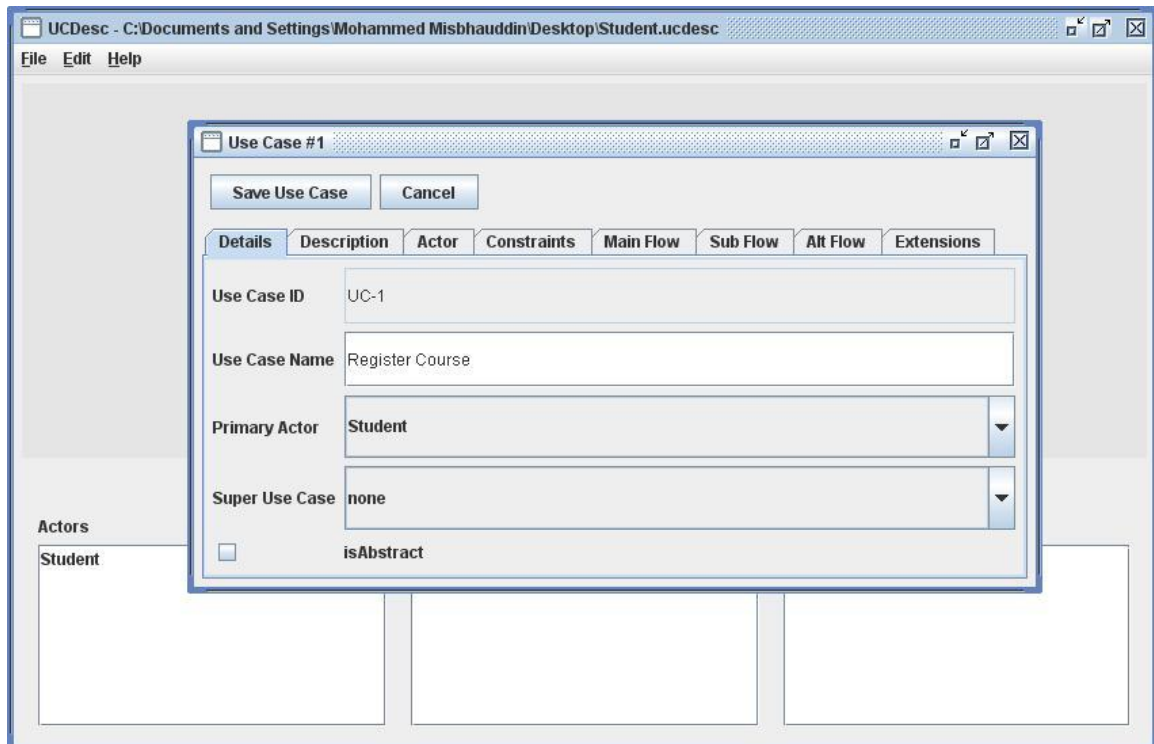 UCDesc - C:\Documents and Settings\Mohammed Misbhauddin\Desktop\Student.ucdesc
File Edit Help
Use Case #1
Save Use Case Cancel
Details Description Actor Constraints Main Flow Sub Flow Alt Flow Extensions
Use Case ID UC-1
Use Case Name Register Course
Primary Actor Student
Super Use Case none
isAbstract
Actors
Student